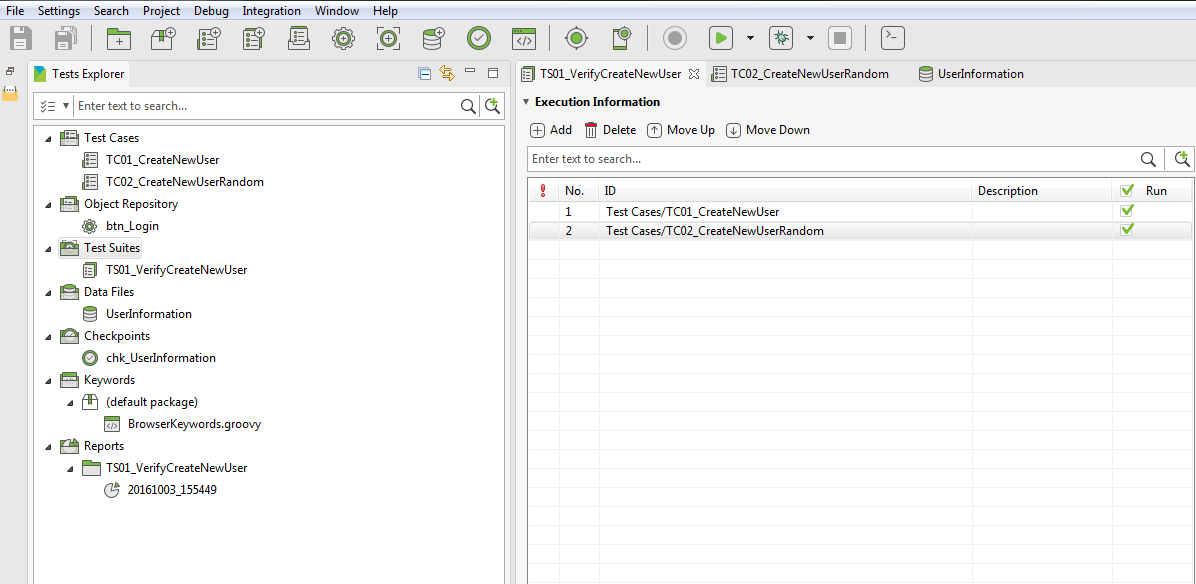 File Settings Search Project Debug Integration Window Help
Tests Explorer
Enter text to search...
Test Cases
TC01_CreateNewUser
TC02_CreateNewUserRandom
Object Repository
btn_Login
Test Suites
TS01_VerifyCreateNewUser
Data Files
UserInformation
Checkpoints
chk_UserInformation
Keywords
(default package)
BrowserKeywords.groovy
Reports
TS01_VerifyCreateNewUser
20161003_155449
TS01_VerifyCreateNewUser TC02_CreateNewUserRandom UserInformation
Execution Information
Add Delete Move Up Move Down
Enter text to search...
No. ID Description Run
1 Test Cases/TC01_CreateNewUser
2 Test Cases/TC02_CreateNewUserRandom